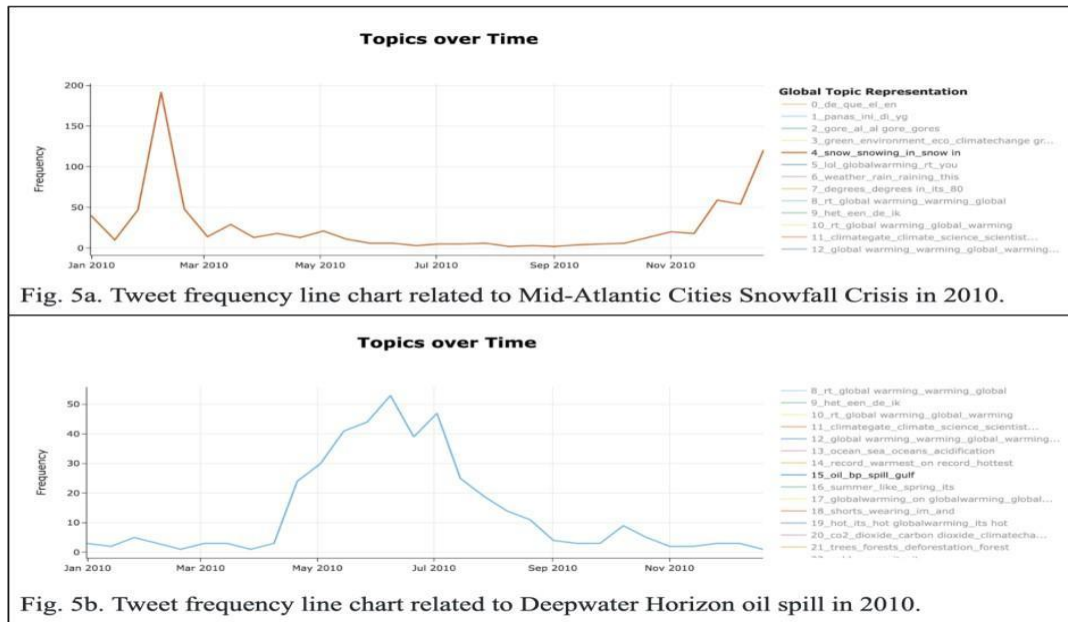 Topics over Time
Global Topic Representation
0_de_que_el_en
1_panas_ini_di_yg
2_gore_al_al gore_gores
3_green_environment_eco_climatechange gr...
4_snow_snowing_in_snow in
5_lol_globalwarming_rt_you
6_weather_rain_raining_this
7_degrees_degrees in_its_80
8_rt_global warming_warming_global
9_het_een_de_ik
10_rt_global warming_global_warming
11_climategate_climate_science_scientist...
12_global warming_warming_global_warming...
Frequency
200
150
100
50
0
Jan 2010
Mar 2010
May 2010
Jul 2010
Sep 2010
Nov 2010
Fig. 5a. Tweet frequency line chart related to Mid-Atlantic Cities Snowfall Crisis in 2010.
Topics over Time
8_rt_global warming_warming_global
9_het_een_de_ik
10_rt_global warming_global_warming
11_climategate_climate_science_scientist...
12_global warming_warming_global_warming...
13_ocean_sea_oceans_acidification
14_record_warmest_on record_hottest
15_oil_bp_spill_gulf
16_summer_like_spring_its
17_globalwarming_on globalwarming_global...
18_shorts_wearing_im_and
19_hot_its_hot globalwarming_its hot
20_co2_dioxide_carbon dioxide_climatecha...
21_trees_forests_deforestation_forest
Frequency
50
40
30
20
10
0
Jan 2010
Mar 2010
May 2010
Jul 2010
Sep 2010
Nov 2010
Fig. 5b. Tweet frequency line chart related to Deepwater Horizon oil spill in 2010.